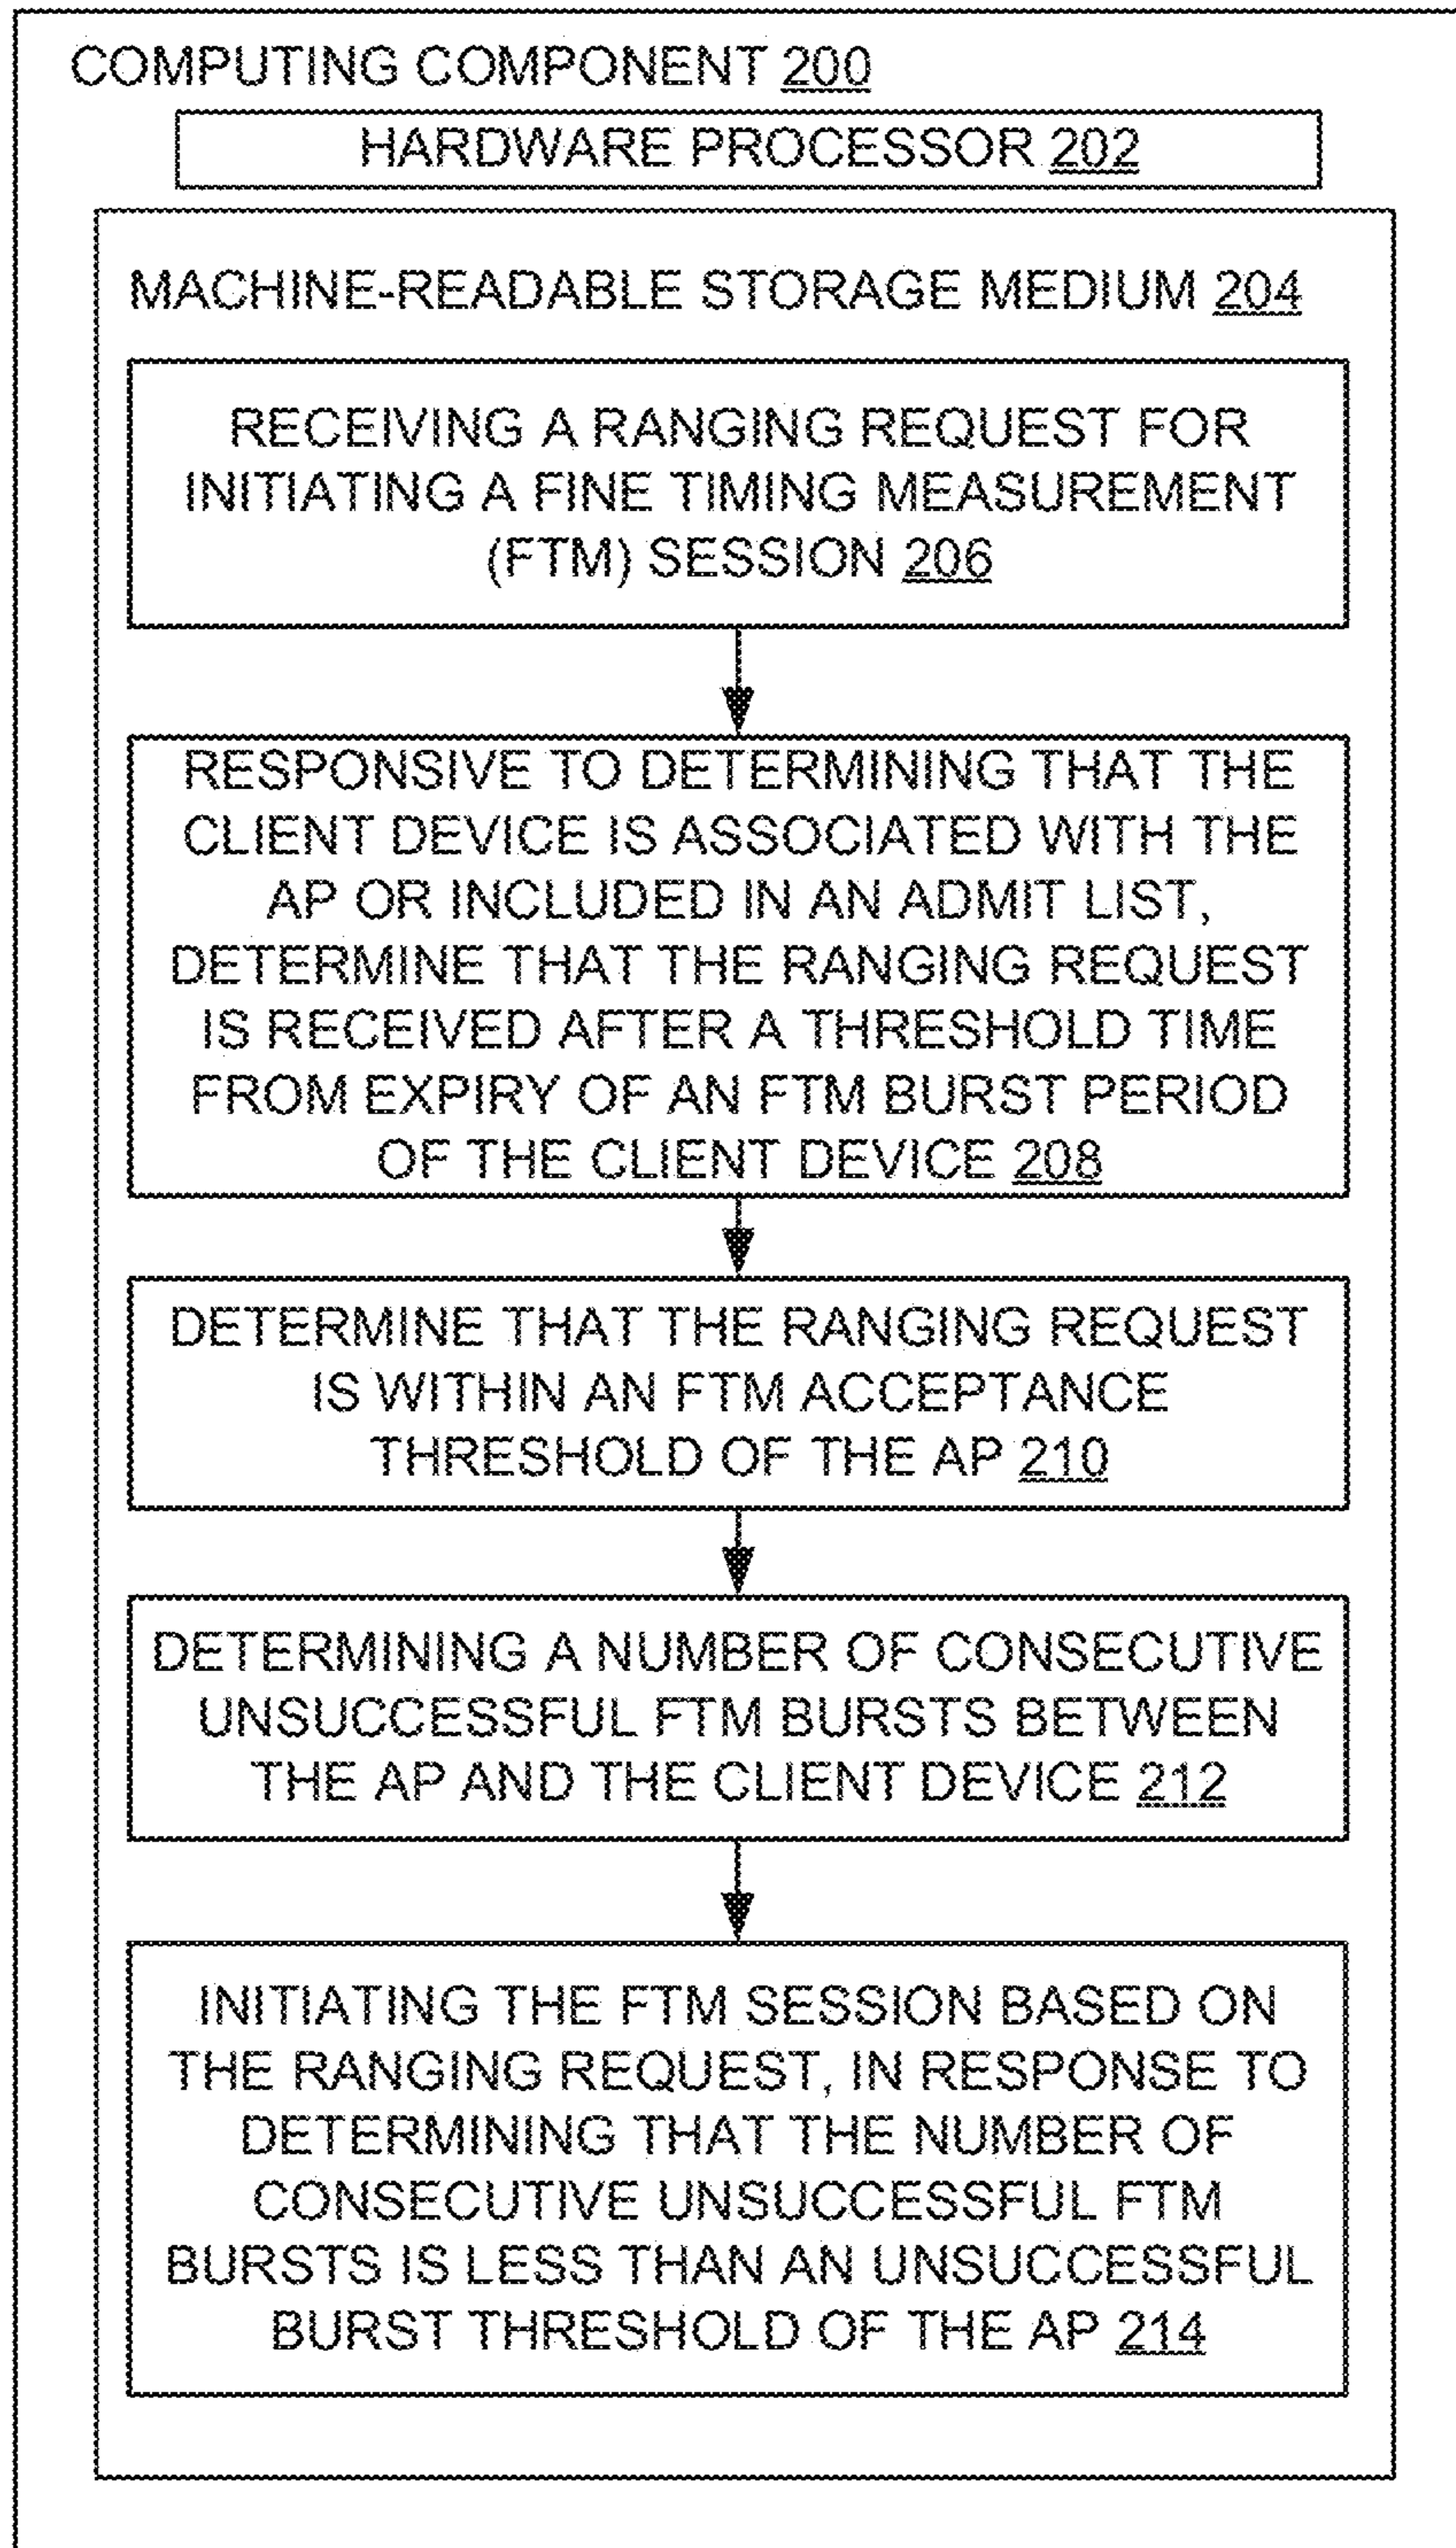 COMPUTING COMPONENT 200
HARDWARE PROCESSOR 202
MACHINE-READABLE STORAGE MEDIUM 204
RECEIVING A RANGING REQUEST FOR
INITIATING A FINE TIMING MEASUREMENT
(FTM) SESSION 206
RESPONSIVE TO DETERMINING THAT THE
CLIENT DEVICE IS ASSOCIATED WITH THE
AP OR INCLUDED IN AN ADMIT LIST,
DETERMINE THAT THE RANGING REQUEST
IS RECEIVED AFTER A THRESHOLD TIME
FROM EXPIRY OF AN FTM BURST PERIOD
OF THE CLIENT DEVICE 208
DETERMINE THAT THE RANGING REQUEST
IS WITHIN AN FTM ACCEPTANCE
THRESHOLD OF THE AP 210
DETERMINING A NUMBER OF CONSECUTIVE
UNSUCCESSFUL FTM BURSTS BETWEEN
THE AP AND THE CLIENT DEVICE 212
INITIATING THE FTM SESSION BASED ON
THE RANGING REQUEST, IN RESPONSE TO
DETERMINING THAT THE NUMBER OF
CONSECUTIVE UNSUCCESSFUL FTM
BURSTS IS LESS THAN AN UNSUCCESSFUL
BURST THRESHOLD OF THE AP 214